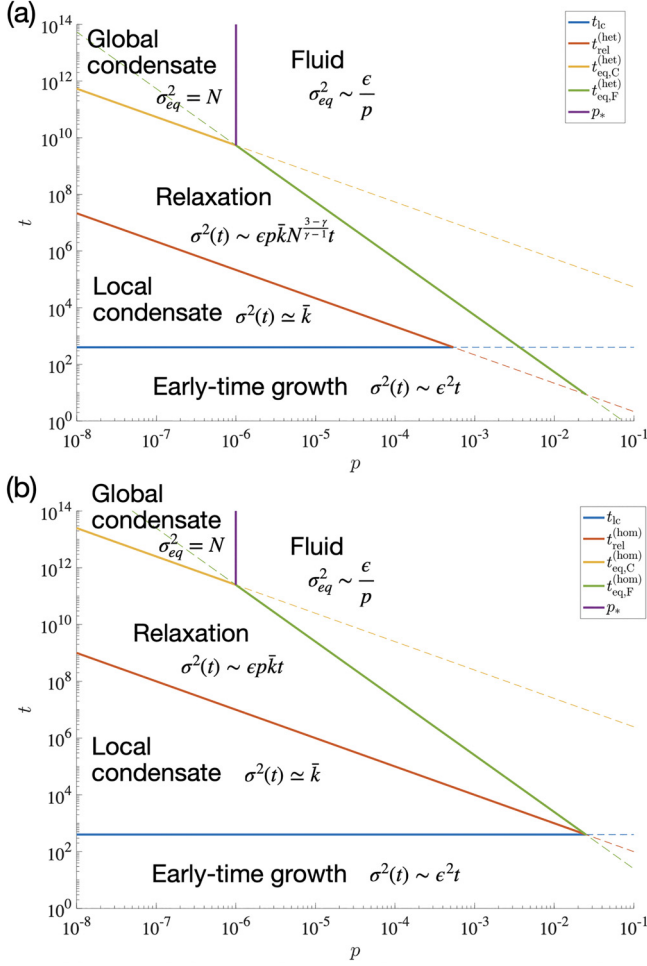 (a)
10^14
10^12
10^10
10^8
10^6
10^4
10^2
10^0
t
Global
condensate
σ²_eq = N
Fluid
σ²_eq ∼ ϵ/p
t_lc
t_rel^(het)
t_eq,C^(het)
t_eq,F^(het)
p_*
Relaxation
σ²(t) ∼ ϵpk̄N^((3−γ)/(γ−1))t
Local
condensate σ²(t) ≃ k̄
Early-time growth σ²(t) ∼ ϵ²t
10^-8 10^-7 10^-6 10^-5 10^-4 10^-3 10^-2 10^-1
p
(b)
10^14
10^12
10^10
10^8
10^6
10^4
10^2
10^0
t
Global
condensate
σ²_eq = N
Fluid
σ²_eq ∼ ϵ/p
t_lc
t_rel^(hom)
t_eq,C^(hom)
t_eq,F^(hom)
p_*
Relaxation
σ²(t) ∼ ϵpk̄t
Local
condensate σ²(t) ≃ k̄
Early-time growth σ²(t) ∼ ϵ²t
10^-8 10^-7 10^-6 10^-5 10^-4 10^-3 10^-2 10^-1
p